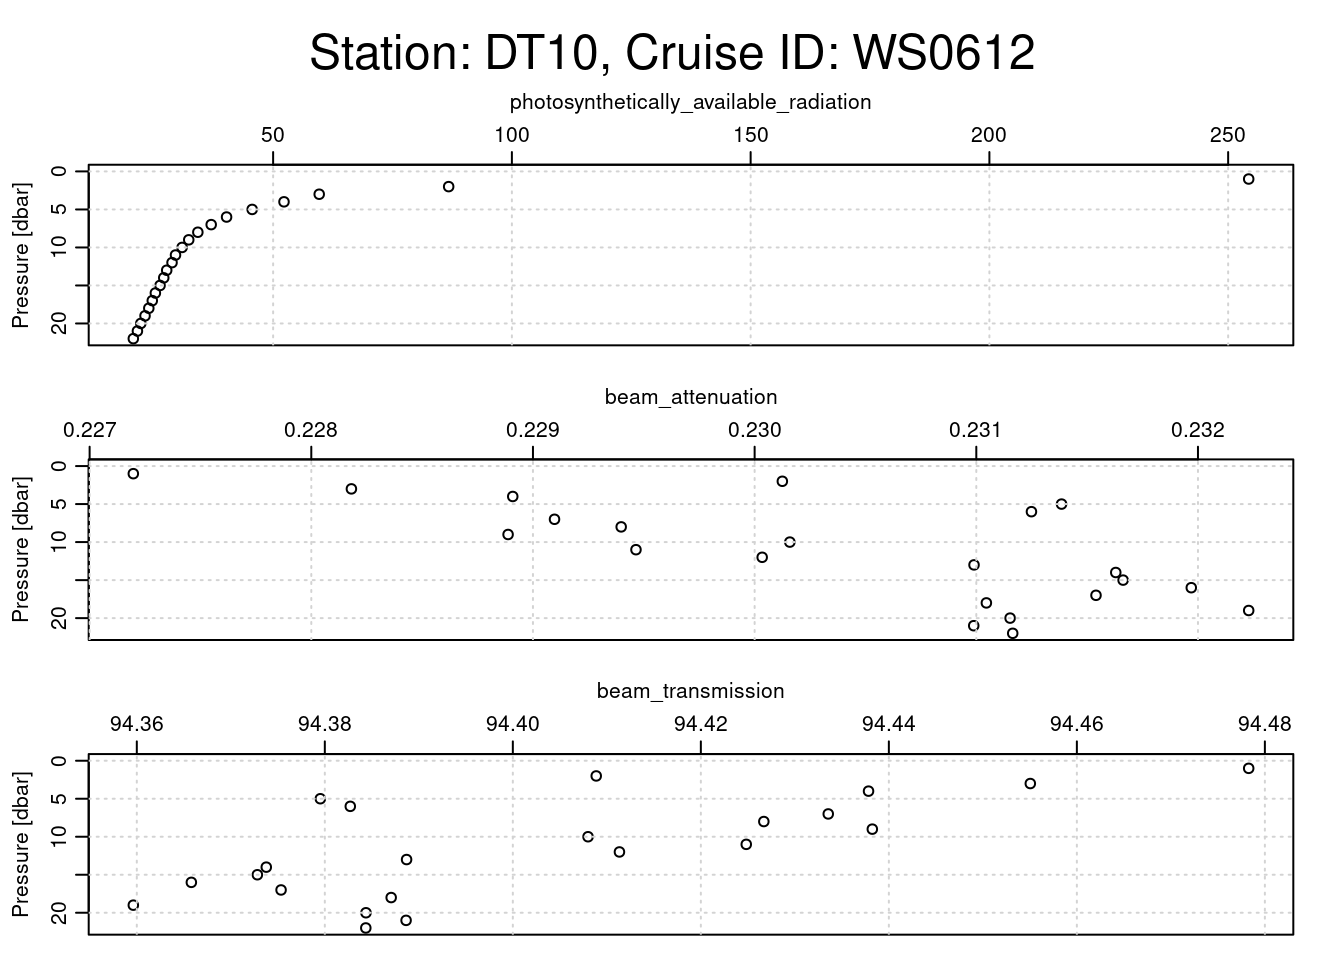 Station: DT10, Cruise ID: WS0612
photosynthetically_available_radiation
50 100 150 200 250
Pressure [dbar]
0
5
10
20
beam_attenuation
0.227 0.228 0.229 0.230 0.231 0.232
Pressure [dbar]
0
5
10
20
beam_transmission
94.36 94.38 94.40 94.42 94.44 94.46 94.48
Pressure [dbar]
0
5
10
20